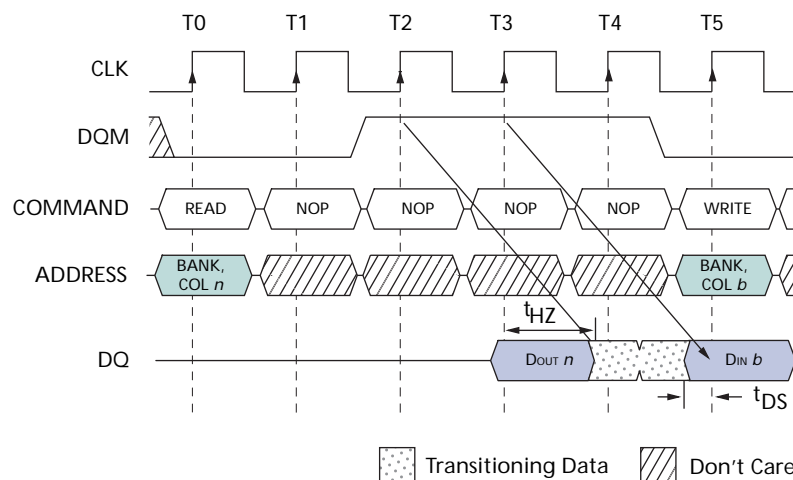 T0 T1 T2 T3 T4 T5
CLK
DQM
COMMAND READ NOP NOP NOP NOP WRITE
ADDRESS BANK, COL n BANK, COL b
tHZ
DQ DOUT n DIN b
tDS
Transitioning Data Don't Care